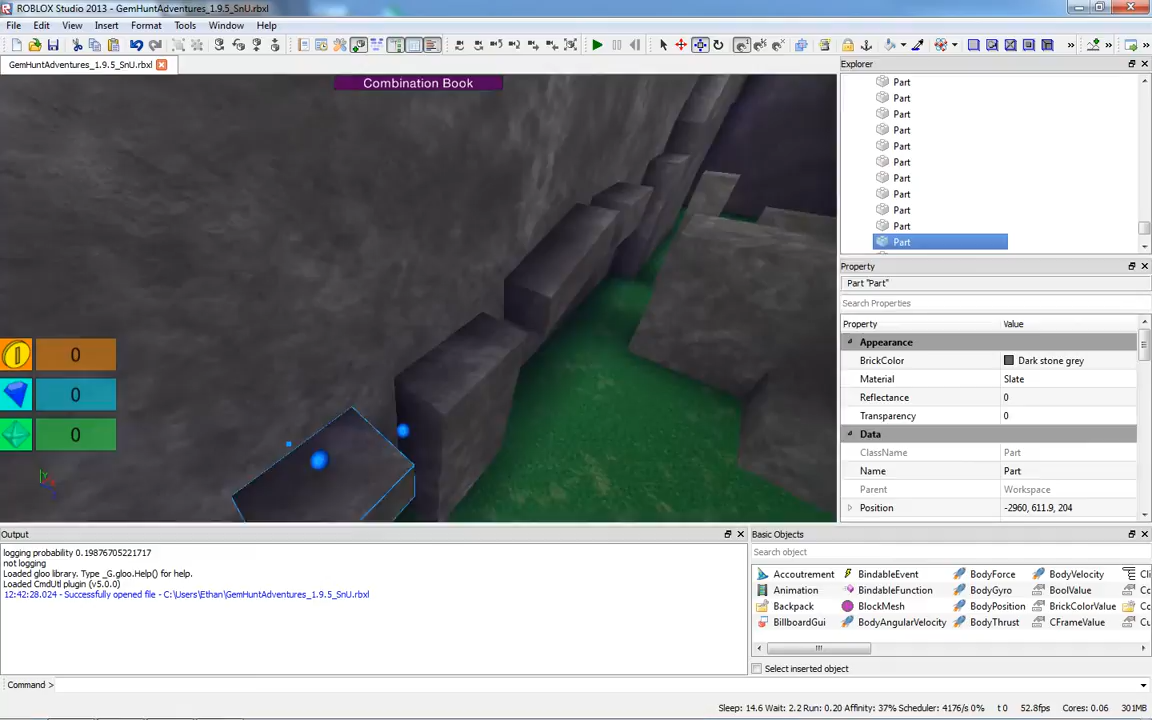 ROBLOX Studio 2013 - GemHuntAdventures_1.9.5_SnU.rbxl
File Edit View Insert Format Tools Window Help
GemHuntAdventures_1.9.5_SnU.rbxl
Combination Book
0
0
0
Explorer
Part
Part
Part
Part
Part
Part
Part
Part
Part
Part
Part
Property
Part "Part"
Search Properties
Property Value
Appearance
BrickColor Dark stone grey
Material Slate
Reflectance 0
Transparency 0
Data
ClassName Part
Name Part
Parent Workspace
Position -2960, 611.9, 204
Output
logging probability 0.19876705221717
not logging
Loaded gloo library. Type _G.gloo.Help() for help.
Loaded CmdUtl plugin (v5.0.0)
12:42:28.024 - Successfully opened file - C:\Users\Ethan\GemHuntAdventures_1.9.5_SnU.rbxl
Basic Objects
Search object
Accoutrement BindableEvent BodyForce BodyVelocity Cli
Animation BindableFunction BodyGyro BoolValue
Backpack BlockMesh BodyPosition BrickColorValue Co
BillboardGui BodyAngularVelocity BodyThrust CFrameValue Cu
Select inserted object
Command >
Sleep: 14.6 Wait: 2.2 Run: 0.20 Affinity: 37% Scheduler: 4176/s 0% t 0 52.8fps Cores: 0.06 301MB